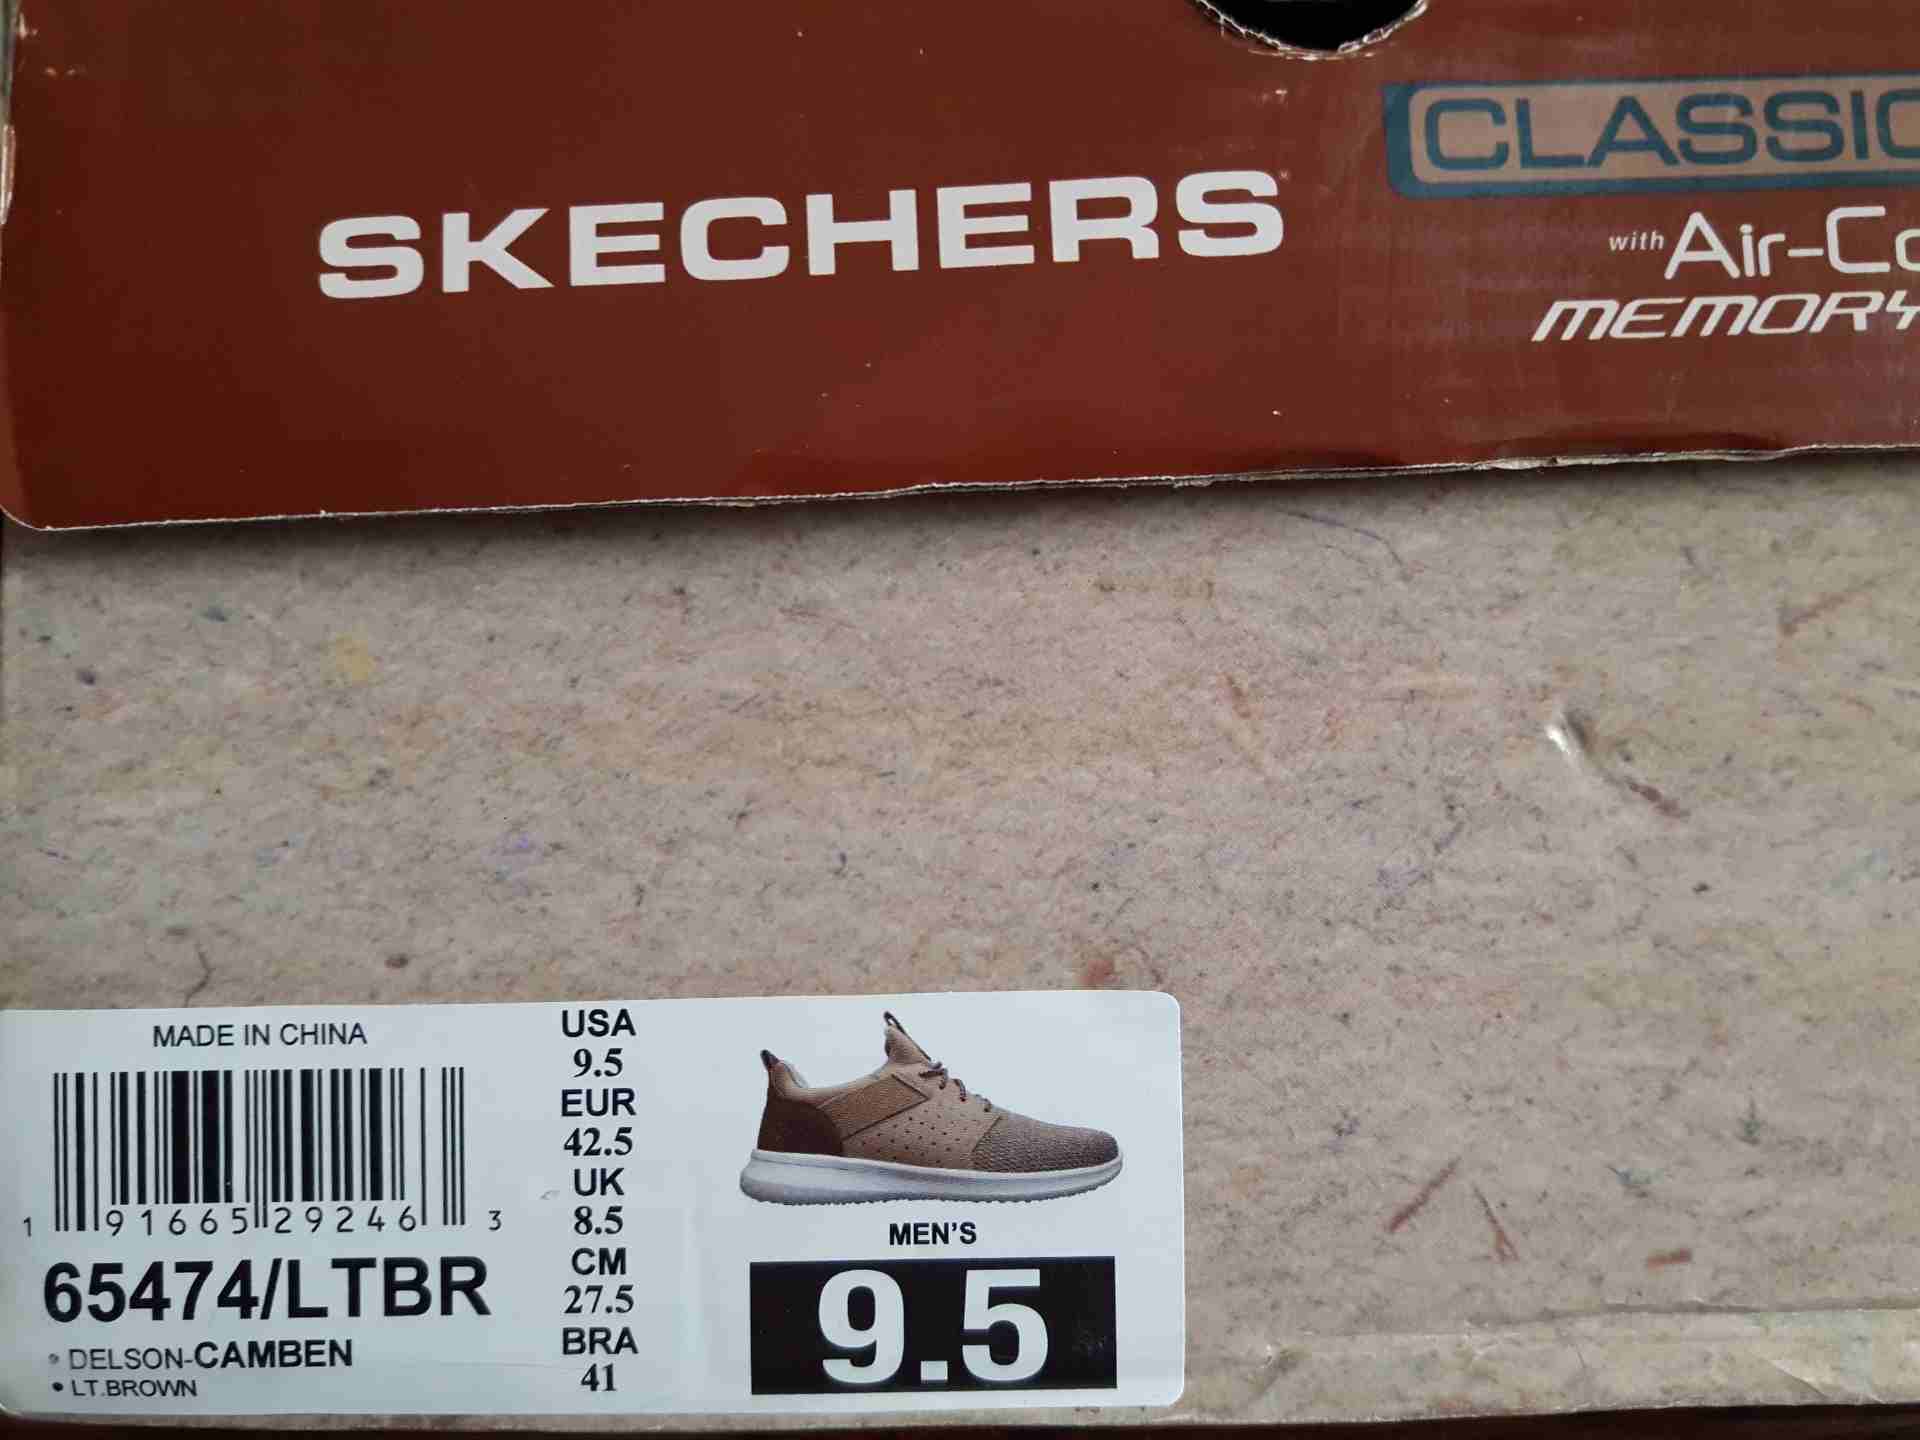 SKECHERS
CLASSIC
with Air-Co
MEMORY
MADE IN CHINA
1 91665 29246 3
65474/LTBR
• DELSON-CAMBEN
• LT.BROWN
USA
9.5
EUR
42.5
UK
8.5
CM
27.5
BRA
41
MEN'S
9.5